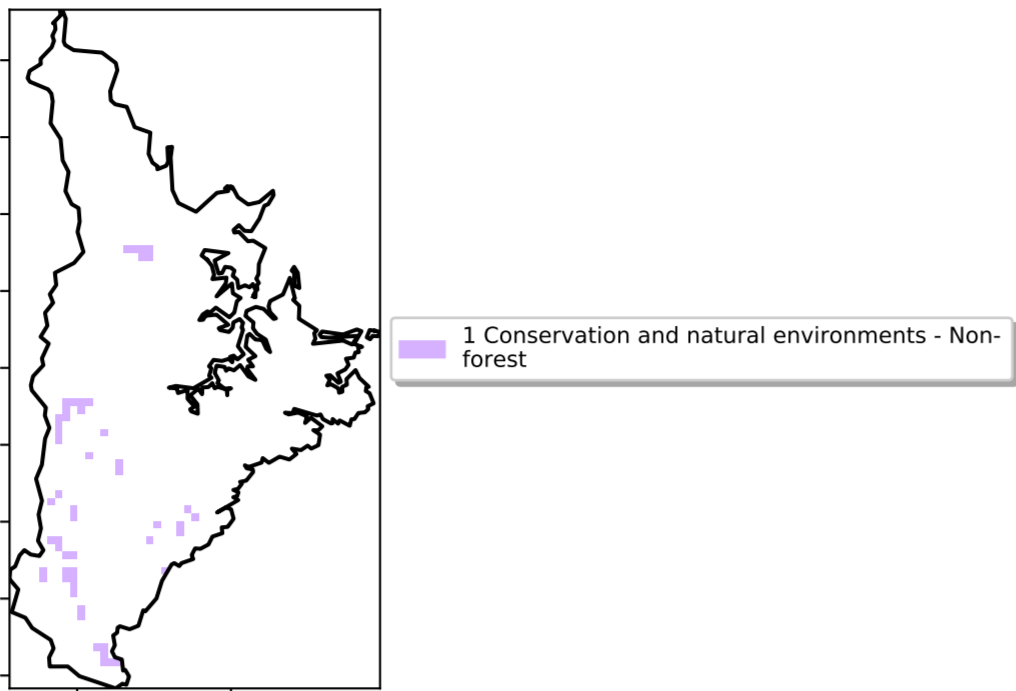 1 Conservation and natural environments - Non-
forest